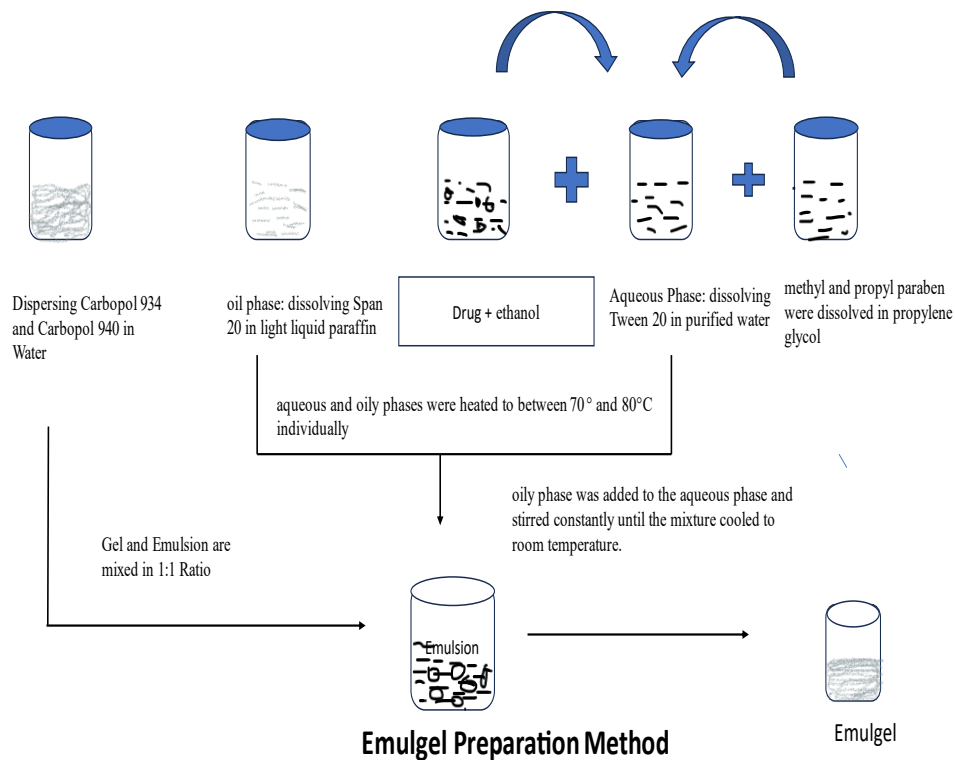 Dispersing Carbopol 934
and Carbopol 940 in
Water
oil phase: dissolving Span
20 in light liquid paraffin
Drug + ethanol
Aqueous Phase: dissolving
Tween 20 in purified water
methyl and propyl paraben
were dissolved in propylene
glycol
aqueous and oily phases were heated to between 70° and 80°C
individually
oily phase was added to the aqueous phase and
stirred constantly until the mixture cooled to
room temperature.
Gel and Emulsion are
mixed in 1:1 Ratio
Emulsion
Emulgel
Emulgel Preparation Method